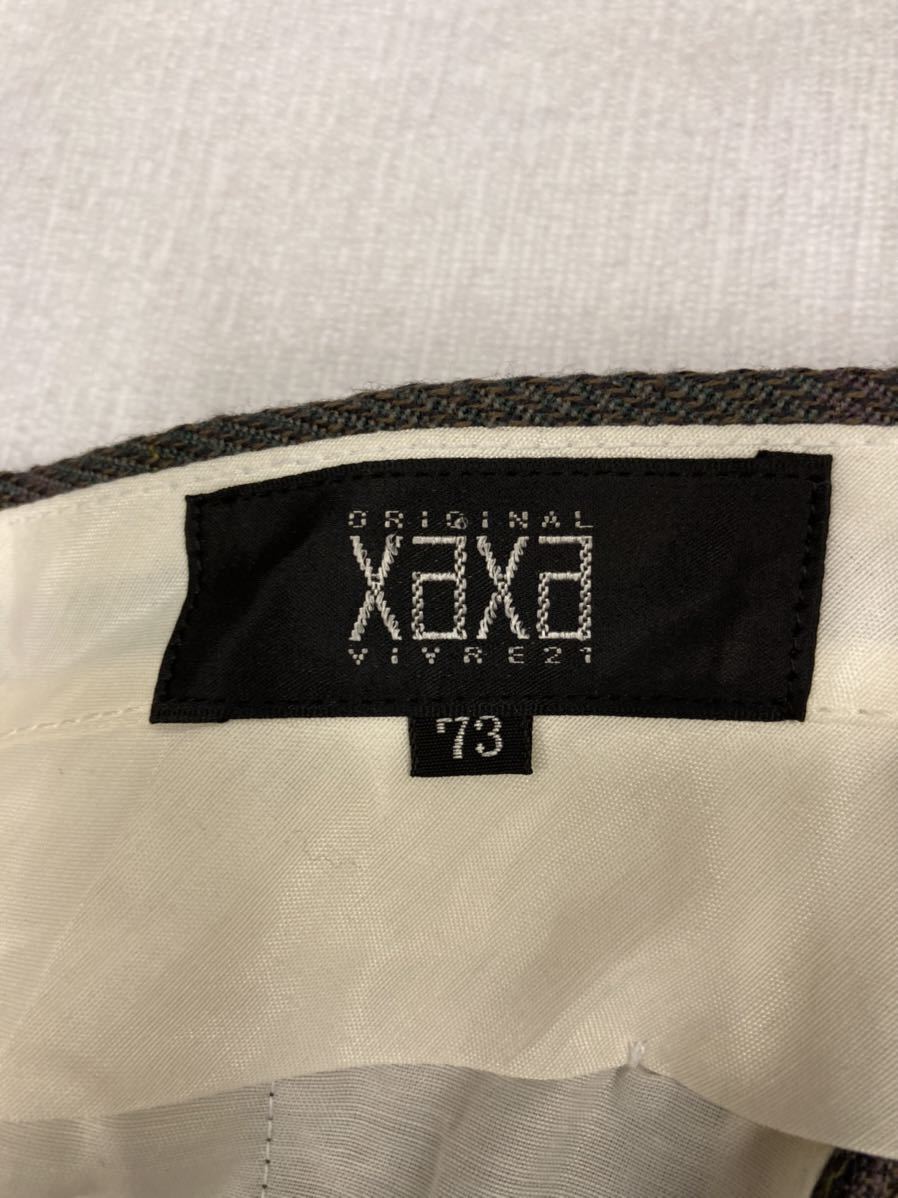 ORIGINAL
XaXa
VIVRE21
73